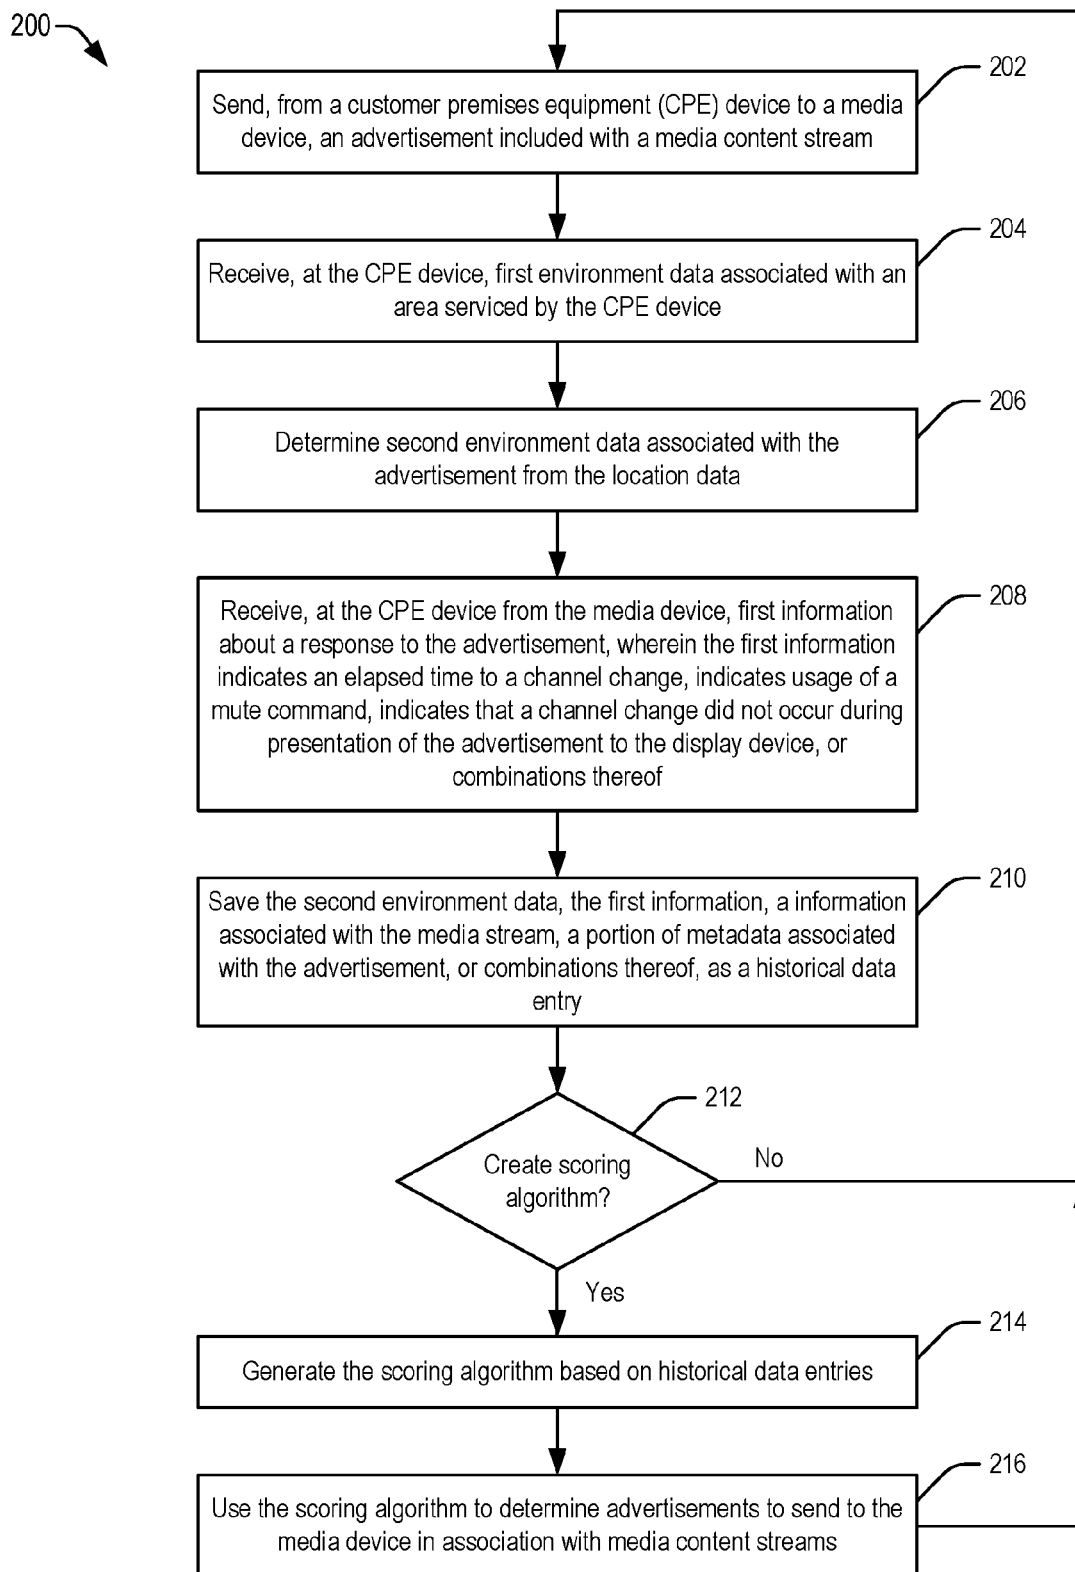 200
202
Send, from a customer premises equipment (CPE) device to a media
device, an advertisement included with a media content stream
204
Receive, at the CPE device, first environment data associated with an
area serviced by the CPE device
206
Determine second environment data associated with the
advertisement from the location data
208
Receive, at the CPE device from the media device, first information
about a response to the advertisement, wherein the first information
indicates an elapsed time to a channel change, indicates usage of a
mute command, indicates that a channel change did not occur during
presentation of the advertisement to the display device, or
combinations thereof
210
Save the second environment data, the first information, a information
associated with the media stream, a portion of metadata associated
with the advertisement, or combinations thereof, as a historical data
entry
212
Create scoring
algorithm?
No
Yes
214
Generate the scoring algorithm based on historical data entries
216
Use the scoring algorithm to determine advertisements to send to the
media device in association with media content streams